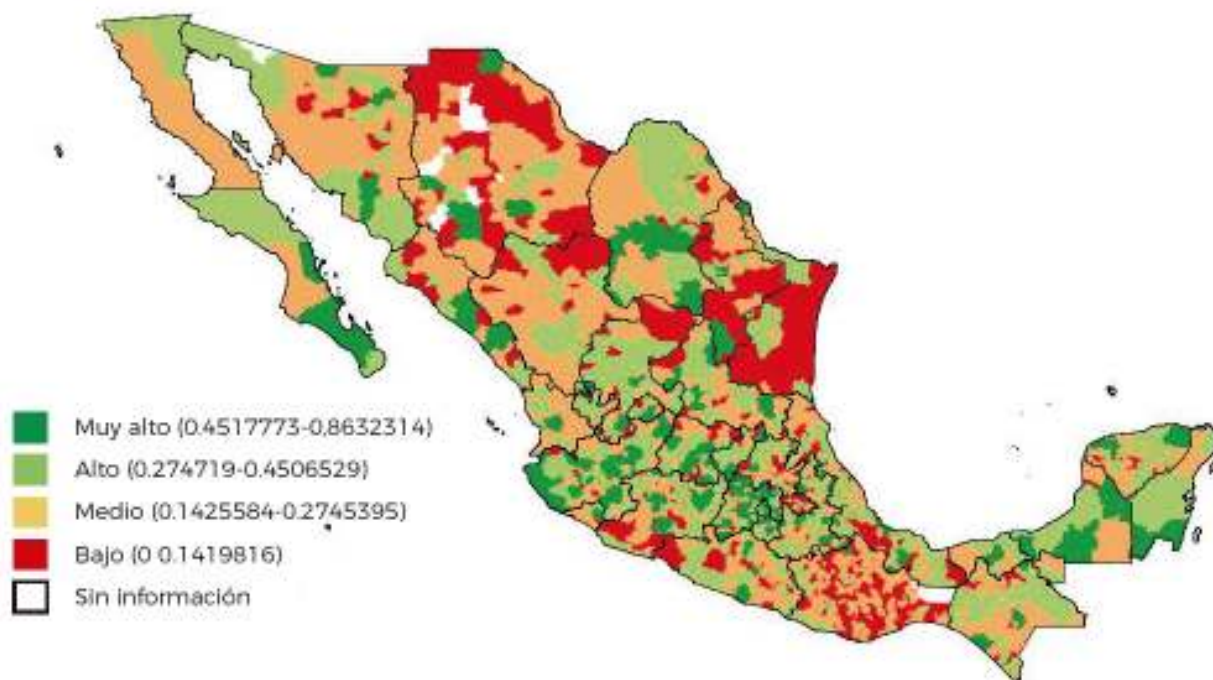 Muy alto (0.4517773-0.8632314)
Alto (0.274719-0.4506529)
Medio (0.1425584-0.2745395)
Bajo (0 0.1419816)
Sin información